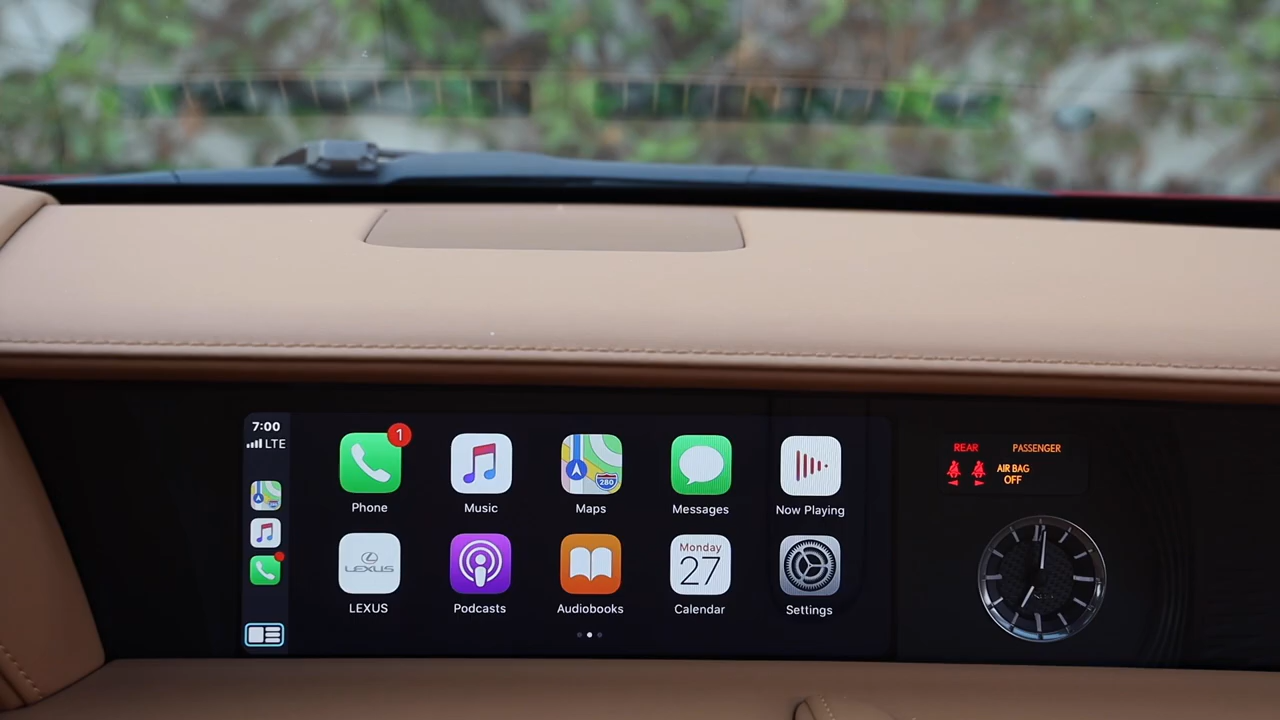 7:00
LTE
1
Phone
Music
280
Maps
Messages
Now Playing
LEXUS
LEXUS
Podcasts
Audiobooks
Monday
27
Calendar
Settings
REAR
PASSENGER
AIR BAG
OFF